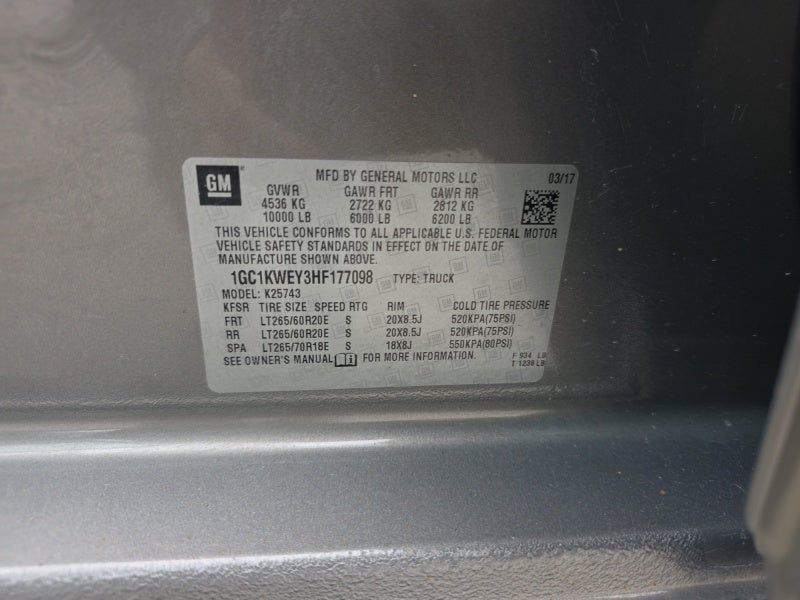 GM
MFD BY GENERAL MOTORS LLC 03/17
GVWR GAWR FRT GAWR RR
4536 KG 2722 KG 2812 KG
10000 LB 6000 LB 6200 LB
THIS VEHICLE CONFORMS TO ALL APPLICABLE U.S. FEDERAL MOTOR
VEHICLE SAFETY STANDARDS IN EFFECT ON THE DATE OF
MANUFACTURE SHOWN ABOVE.
1GC1KWEY3HF177098 TYPE: TRUCK
MODEL: K25743
KFSR TIRE SIZE SPEED RTG RIM COLD TIRE PRESSURE
FRT LT265/60R20E S 20X8.5J 520KPA(75PSI)
RR LT265/60R20E S 20X8.5J 520KPA(75PSI)
SPA LT265/70R18E S 18X8J 550KPA(80PSI)
SEE OWNER'S MANUAL FOR MORE INFORMATION.
F 934 LB
T 1239 LB